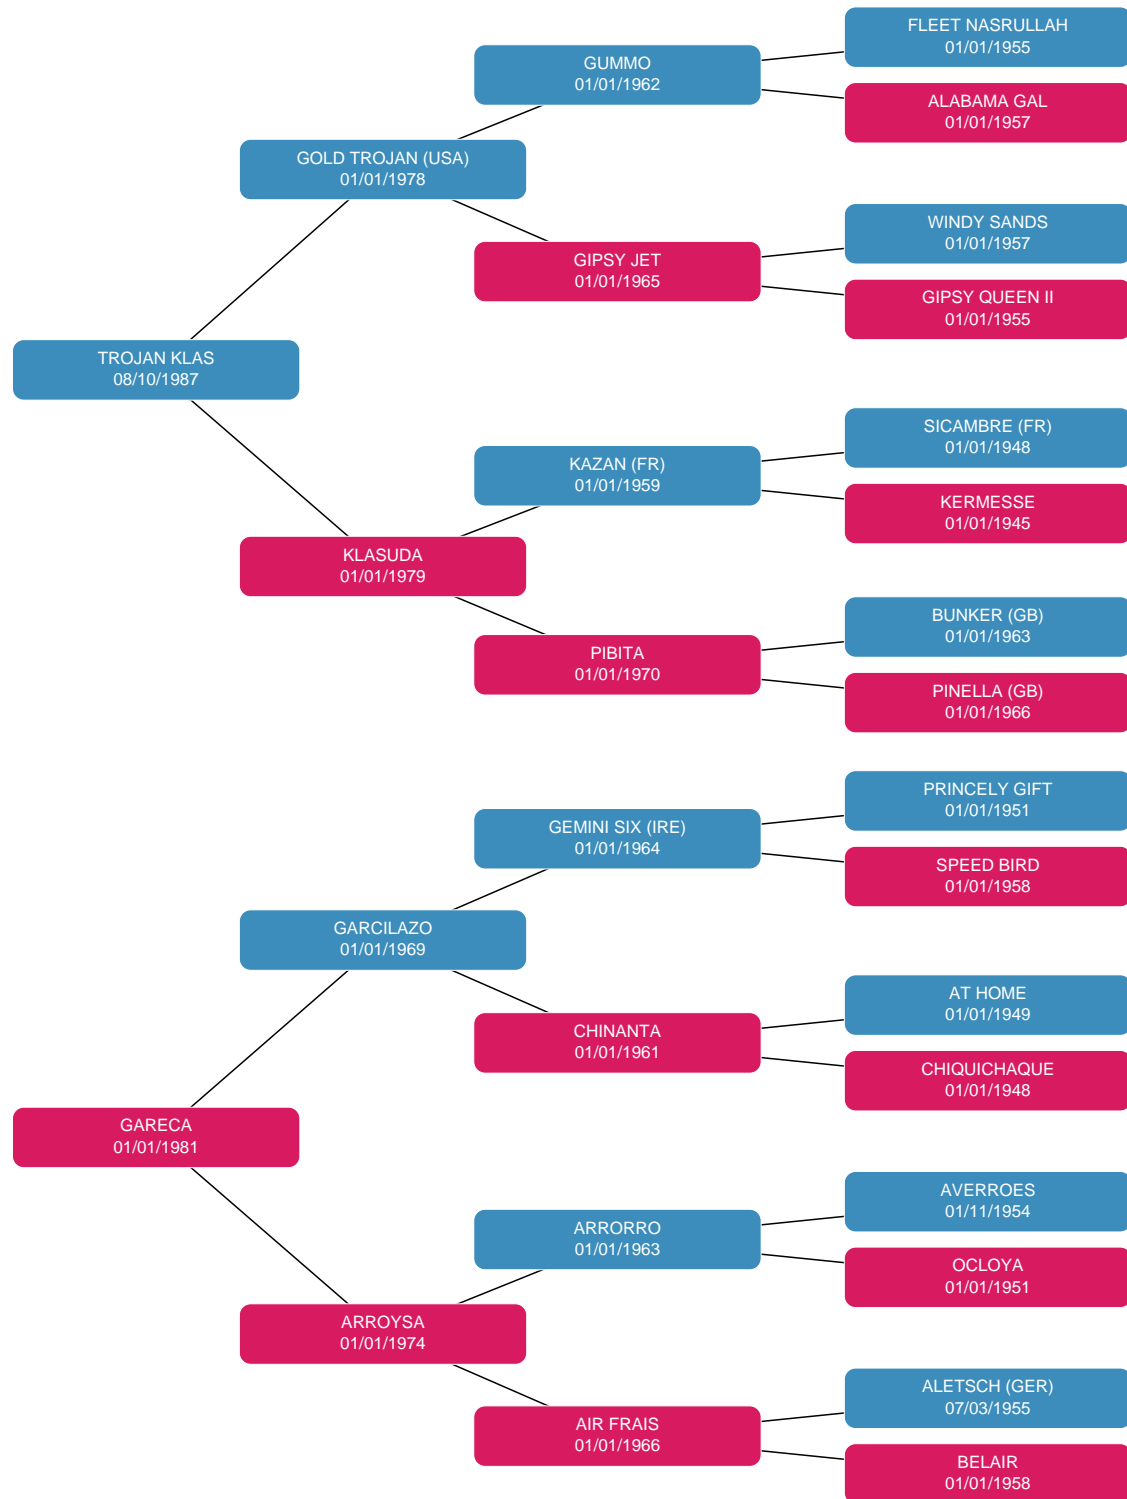 FLEET NASRULLAH
01/01/1955
GUMMO
01/01/1962
ALABAMA GAL
01/01/1957
GOLD TROJAN (USA)
01/01/1978
WINDY SANDS
01/01/1957
GIPSY JET
01/01/1965
GIPSY QUEEN II
01/01/1955
TROJAN KLAS
08/10/1987
SICAMBRE (FR)
01/01/1948
KAZAN (FR)
01/01/1959
KERMESSE
01/01/1945
KLASUDA
01/01/1979
BUNKER (GB)
01/01/1963
PIBITA
01/01/1970
PINELLA (GB)
01/01/1966
PRINCELY GIFT
01/01/1951
GEMINI SIX (IRE)
01/01/1964
SPEED BIRD
01/01/1958
GARCILAZO
01/01/1969
AT HOME
01/01/1949
CHINANTA
01/01/1961
CHIQUICHAQUE
01/01/1948
GARECA
01/01/1981
AVERROES
01/11/1954
ARRORRO
01/01/1963
OCLOYA
01/01/1951
ARROYSA
01/01/1974
ALETSCH (GER)
07/03/1955
AIR FRAIS
01/01/1966
BELAIR
01/01/1958